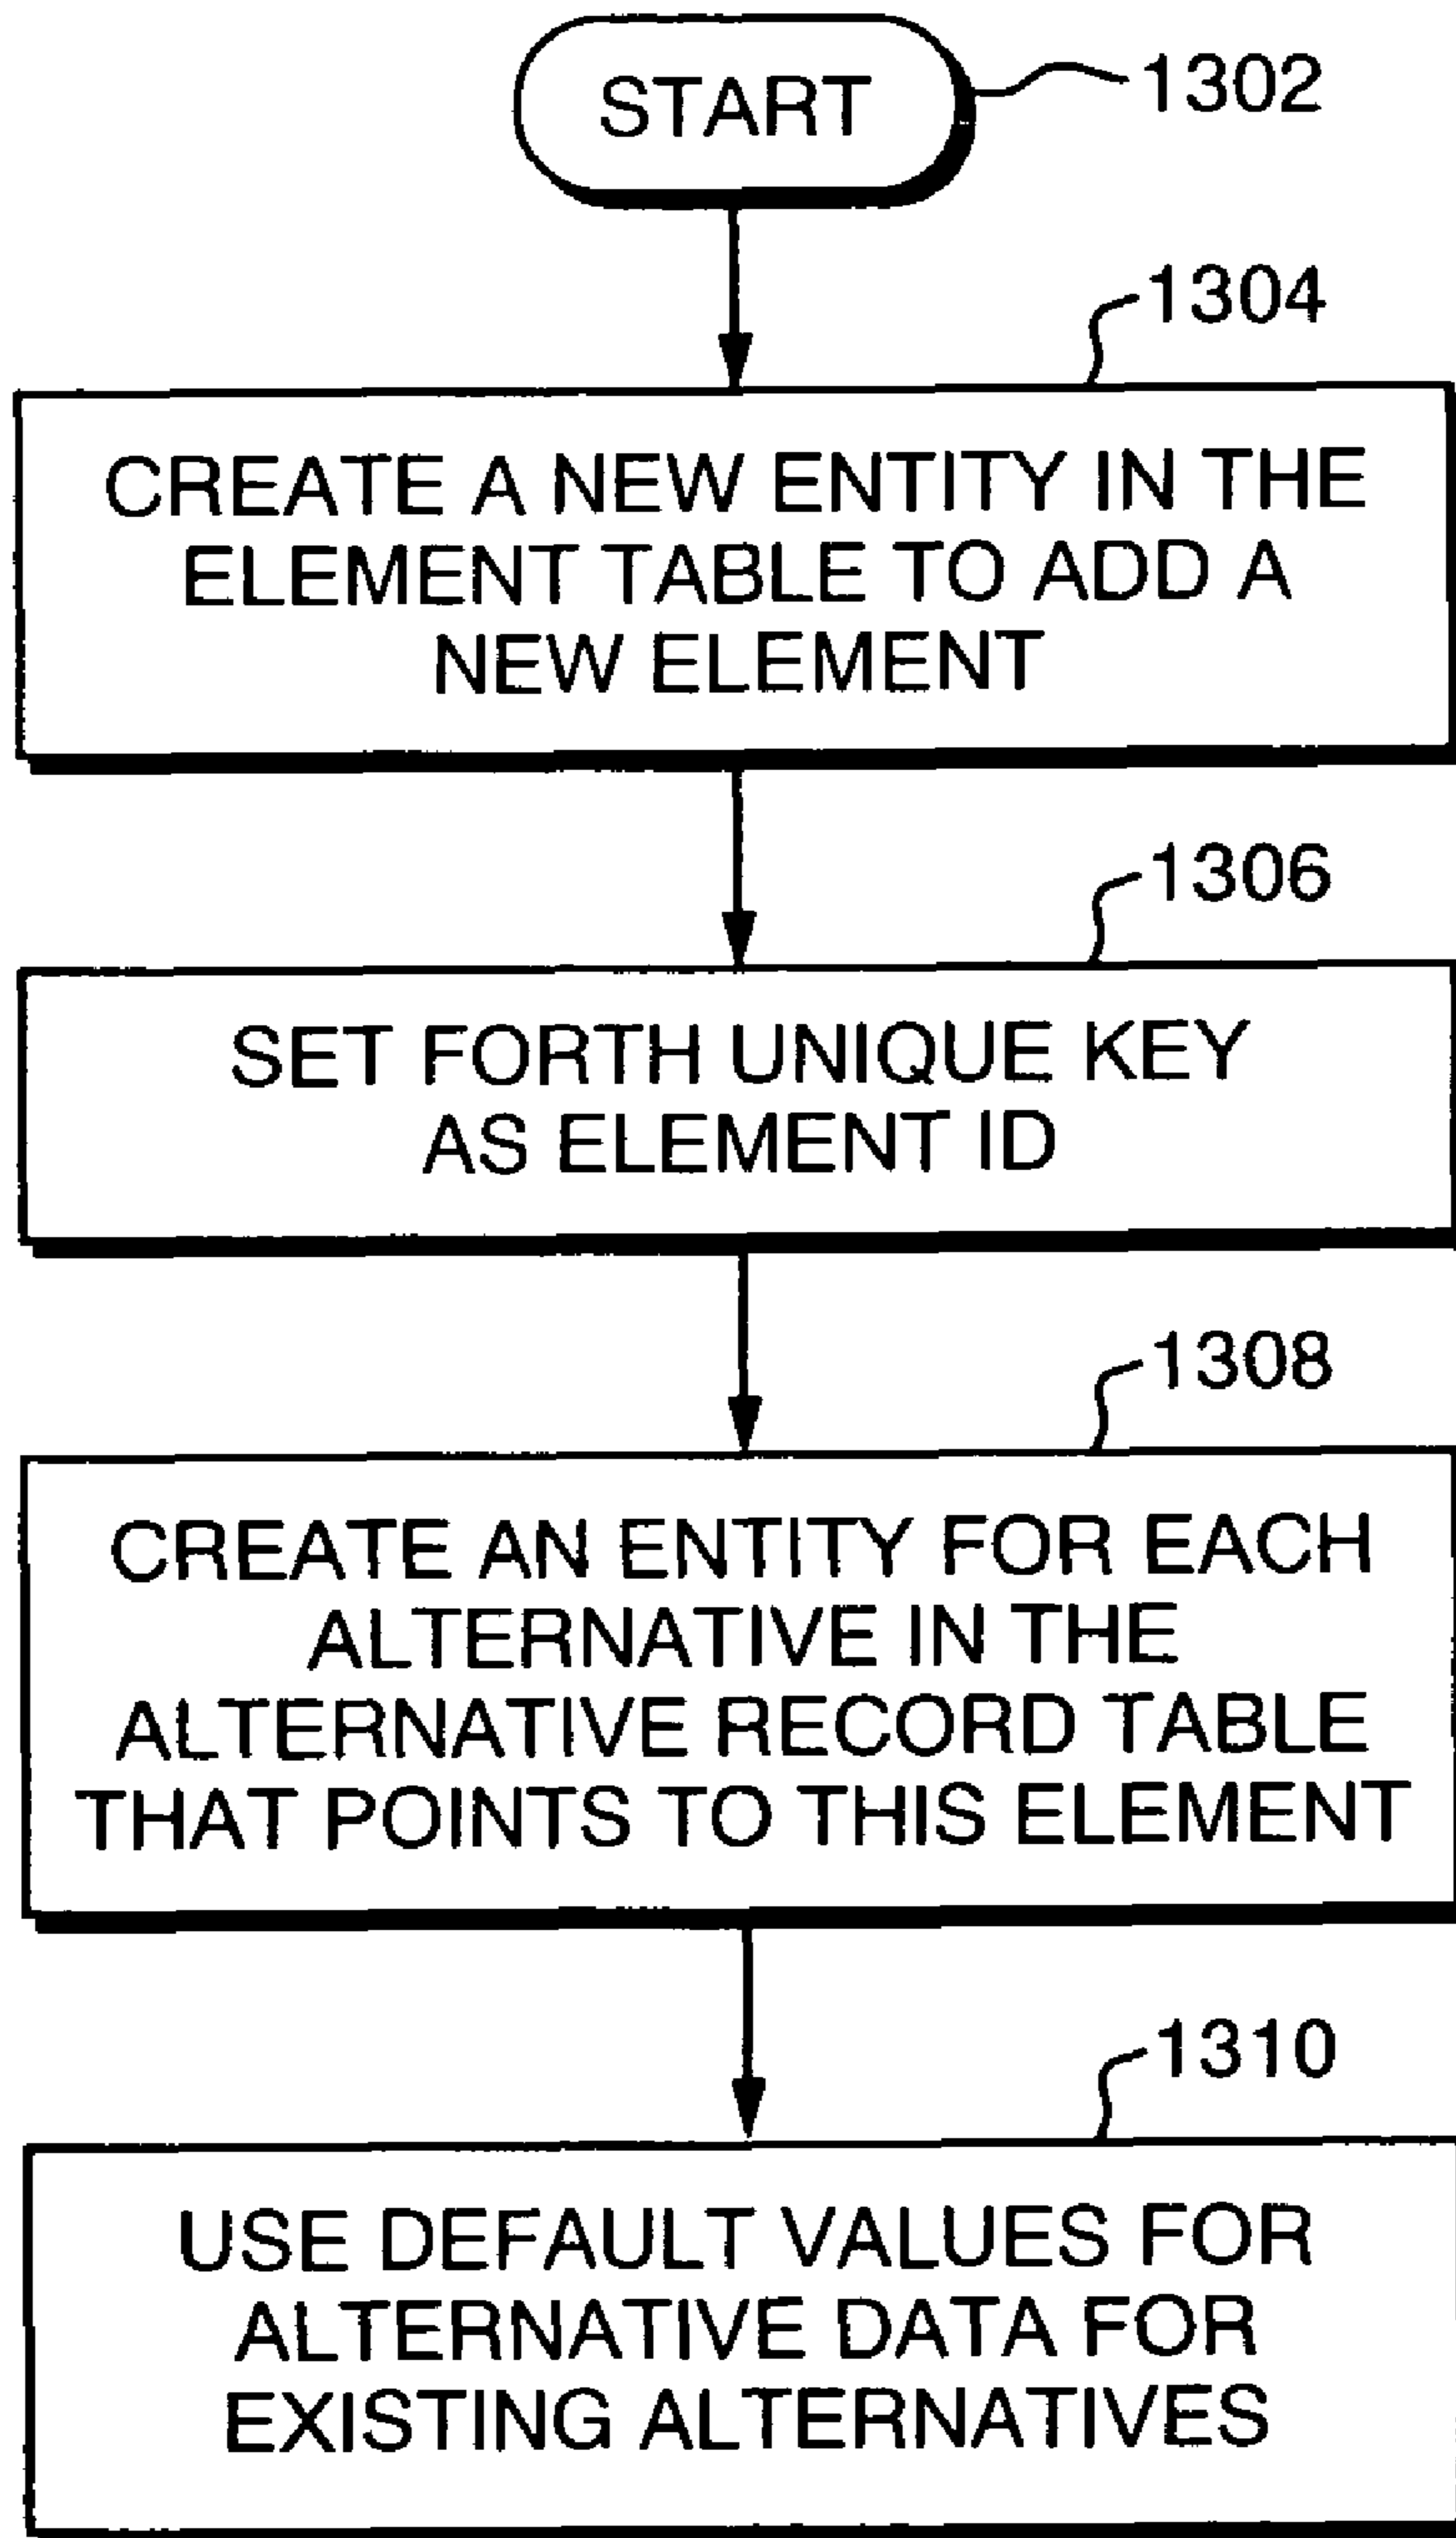 START
1302
1304
CREATE A NEW ENTITY IN THE
ELEMENT TABLE TO ADD A
NEW ELEMENT
1306
SET FORTH UNIQUE KEY
AS ELEMENT ID
1308
CREATE AN ENTITY FOR EACH
ALTERNATIVE IN THE
ALTERNATIVE RECORD TABLE
THAT POINTS TO THIS ELEMENT
1310
USE DEFAULT VALUES FOR
ALTERNATIVE DATA FOR
EXISTING ALTERNATIVES